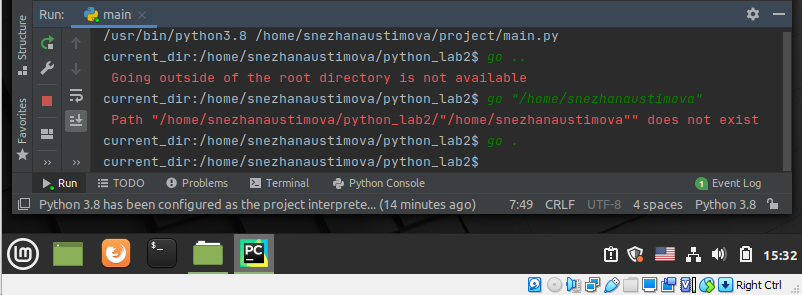 Run: main
Structure
Favorites
/usr/bin/python3.8 /home/snezhanaustimova/project/main.py
current_dir:/home/snezhanaustimova/python_lab2$ go ..
Going outside of the root directory is not available
current_dir:/home/snezhanaustimova/python_lab2$ go "/home/snezhanaustimova"
Path "/home/snezhanaustimova/python_lab2/"/home/snezhanaustimova"" does not exist
current_dir:/home/snezhanaustimova/python_lab2$ go .
current_dir:/home/snezhanaustimova/python_lab2$
Run TODO Problems Terminal Python Console 1 Event Log
Python 3.8 has been configured as the project interprete... (14 minutes ago) 7:49 CRLF UTF-8 4 spaces Python 3.8
$_ PC 15:32
Right Ctrl